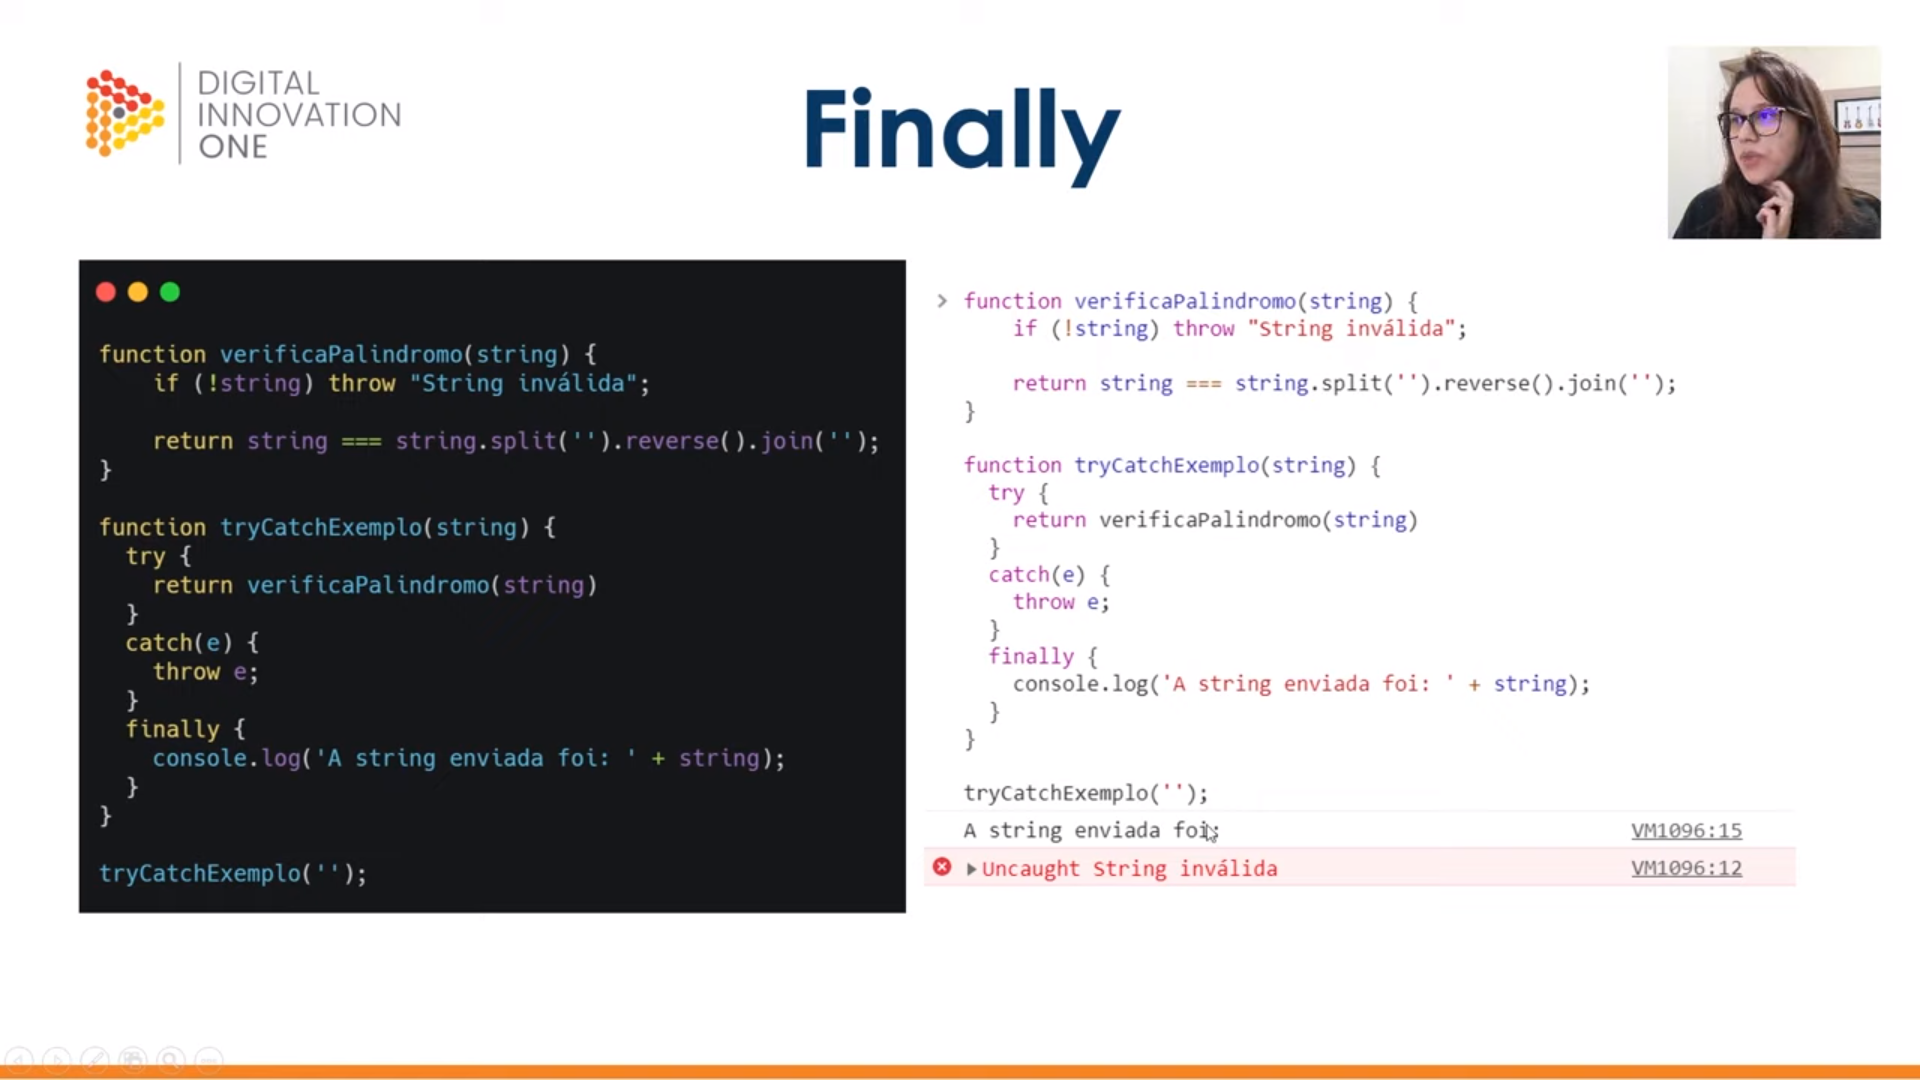 DIGITAL
INNOVATION
ONE
Finally
function verificaPalindromo(string) {
    if (!string) throw "String inválida";

    return string === string.split('').reverse().join('');
}

function tryCatchExemplo(string) {
  try {
    return verificaPalindromo(string)
  }
  catch(e) {
    throw e;
  }
  finally {
    console.log('A string enviada foi: ' + string);
  }
}

tryCatchExemplo('');
> function verificaPalindromo(string) {
    if (!string) throw "String inválida";

    return string === string.split('').reverse().join('');
}

function tryCatchExemplo(string) {
  try {
    return verificaPalindromo(string)
  }
  catch(e) {
    throw e;
  }
  finally {
    console.log('A string enviada foi: ' + string);
  }
}

tryCatchExemplo('');
A string enviada foi: VM1096:15
Uncaught String inválida VM1096:12